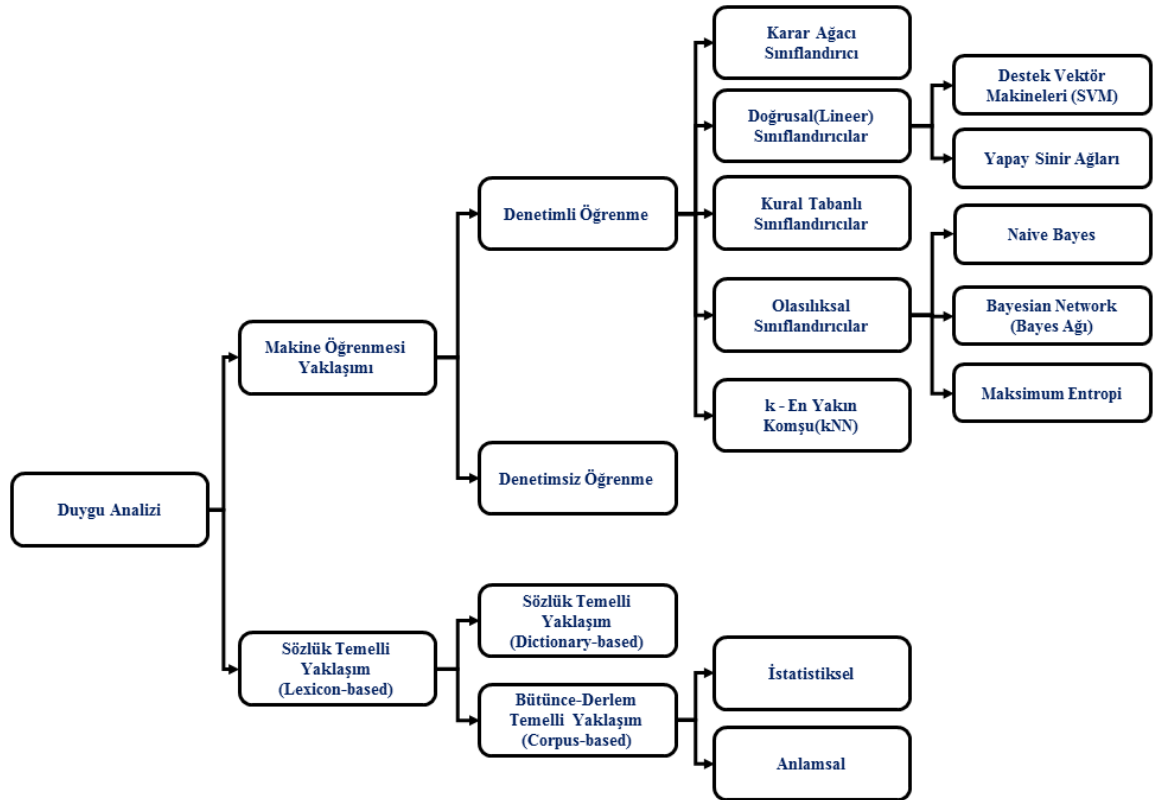 Karar Ağacı
Sınıflandırıcı
Destek Vektör
Makineleri (SVM)
Doğrusal(Lineer)
Sınıflandırıcılar
Yapay Sinir Ağları
Denetimli Öğrenme
Kural Tabanlı
Sınıflandırıcılar
Naive Bayes
Olasılıksal
Sınıflandırıcılar
Bayesian Network
(Bayes Ağı)
Makine Öğrenmesi
Yaklaşımı
Maksimum Entropi
k - En Yakın
Komşu(kNN)
Denetimsiz Öğrenme
Duygu Analizi
Sözlük Temelli
Yaklaşım
(Dictionary-based)
Sözlük Temelli
Yaklaşım
(Lexicon-based)
İstatistiksel
Bütünce-Derlem
Temelli Yaklaşım
(Corpus-based)
Anlamsal